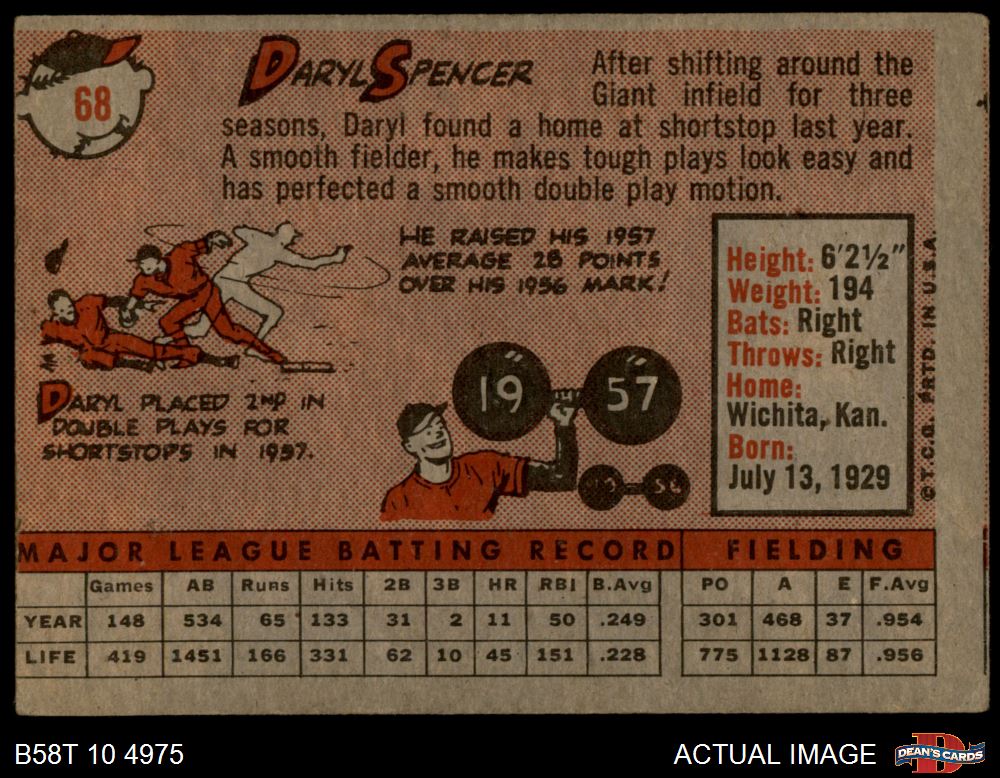 68
DARYL SPENCER
After shifting around the
Giant infield for three
seasons, Daryl found a home at shortstop last year.
A smooth fielder, he makes tough plays look easy and
has perfected a smooth double play motion.
HE RAISED HIS 1957
AVERAGE 28 POINTS
OVER HIS 1956 MARK!
DARYL PLACED 2ND IN
DOUBLE PLAYS FOR
SHORTSTOPS IN 1957.
19 57
56
Height: 6'2½"
Weight: 194
Bats: Right
Throws: Right
Home:
Wichita, Kan.
Born:
July 13, 1929
© T.C.G. PRTD. IN U.S.A.
MAJOR LEAGUE BATTING RECORD FIELDING
Games AB Runs Hits 2B 3B HR RBI B.Avg PO A E F.Avg
YEAR 148 534 65 133 31 2 11 50 .249 301 468 37 .954
LIFE 419 1451 166 331 62 10 45 151 .228 775 1128 87 .956
B58T 10 4975
ACTUAL IMAGE
DEAN'S CARDS